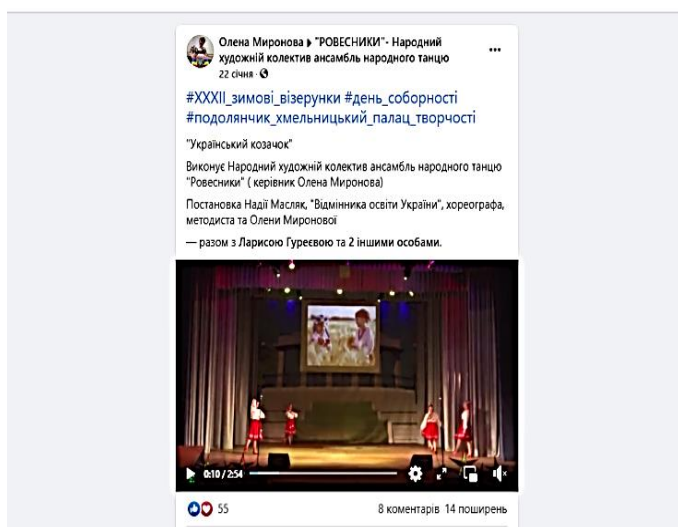 Олена Миронова ▸ "РОВЕСНИКИ"- Народний
художній колектив ансамбль народного танцю
22 січня ·
#XXXII_зимові_візерунки #день_соборності
#подолянчик_хмельницький_палац_творчості
"Український козачок"
Виконує Народний художній колектив ансамбль народного танцю
"Ровесники" ( керівник Олена Миронова)
Постановка Надії Масляк, "Відмінника освіти України", хореографа,
методиста та Олени Миронової
— разом з Ларисою Гуреєвою та 2 іншими особами.
0:10 / 2:54
55
8 коментарів 14 поширень